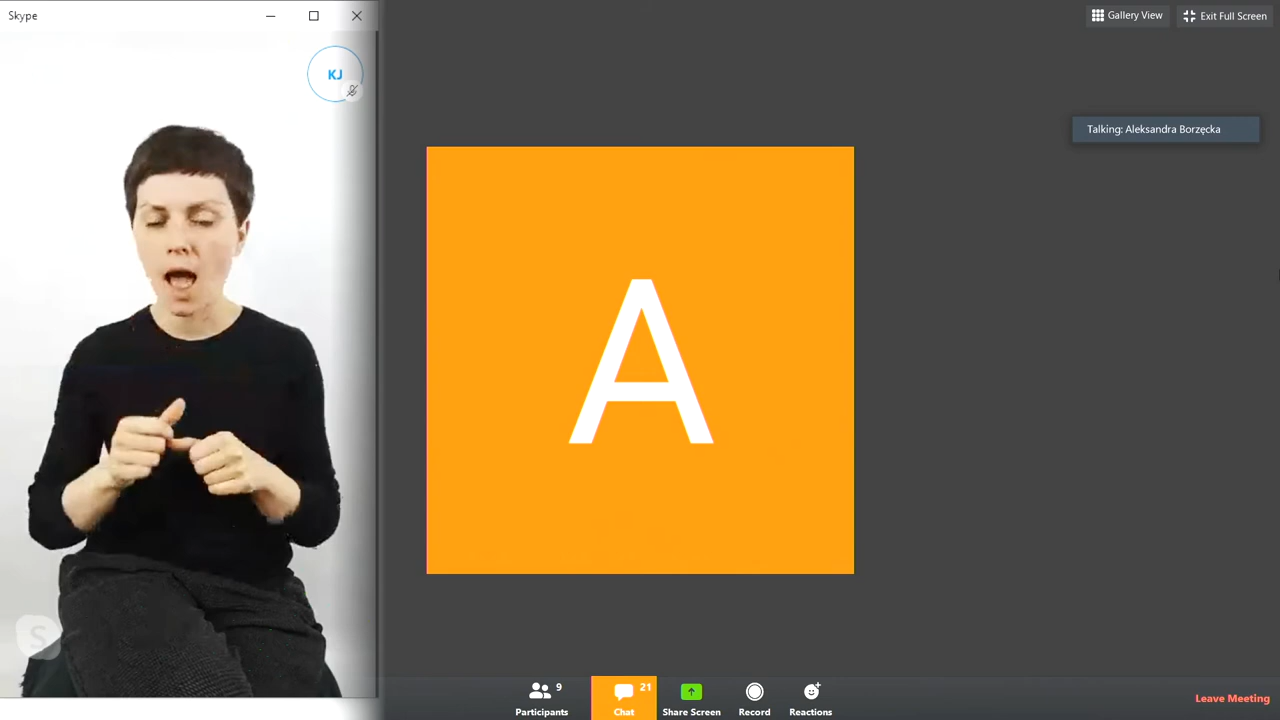 Skype
KJ
Gallery View
Exit Full Screen
Talking: Aleksandra Borzęcka
A
S
9
21
Participants
Chat
Share Screen
Record
Reactions
Leave Meeting